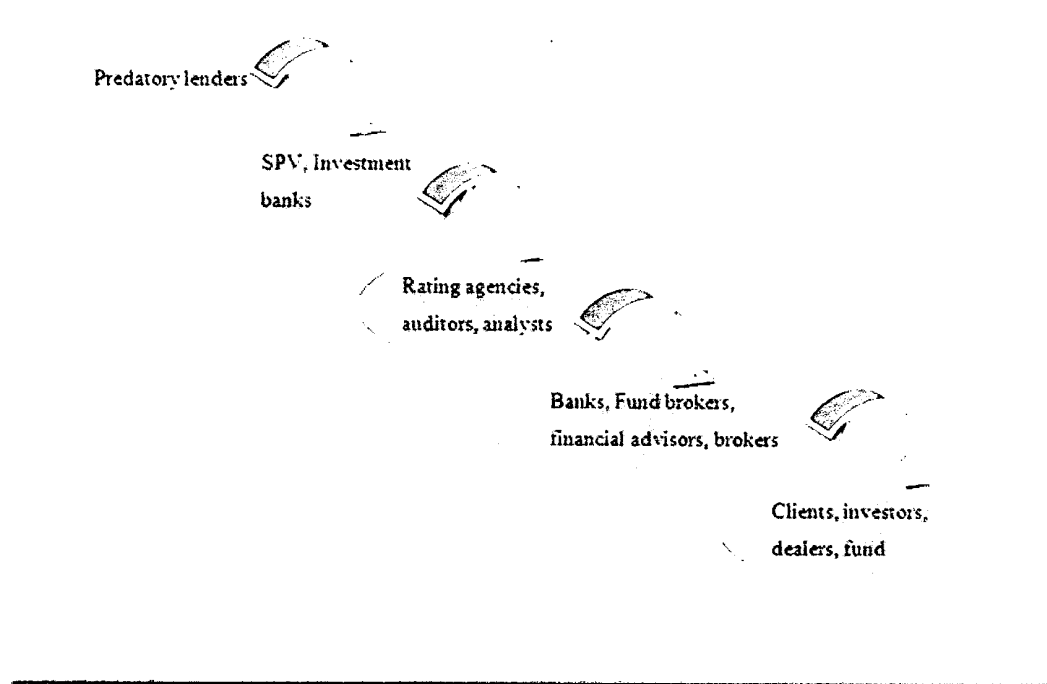 Predatory lenders
SPV, Investment
banks
Rating agencies,
auditors, analysts
Banks, Fund brokers,
financial advisors, brokers
Clients, investors,
dealers, fund